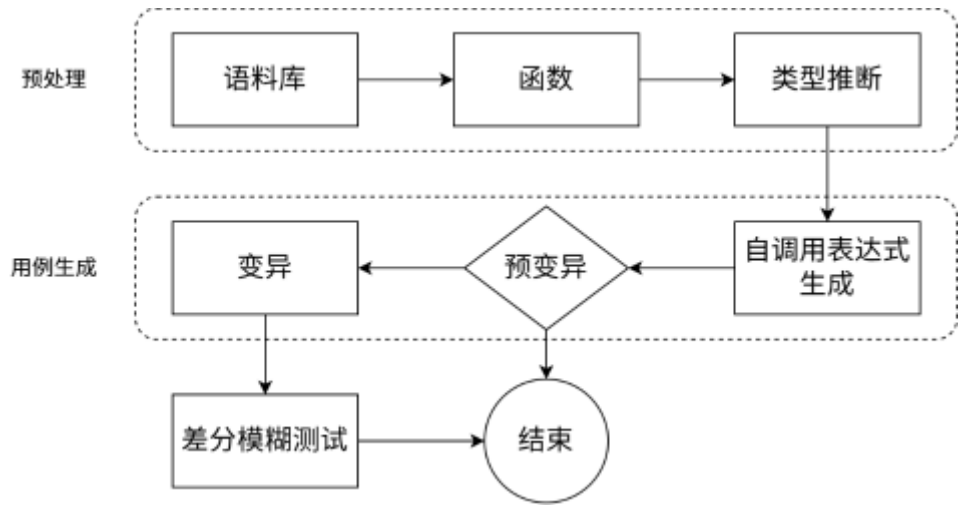 预处理
语料库
函数
类型推断
用例生成
变异
预变异
自调用表达式
生成
差分模糊测试
结束